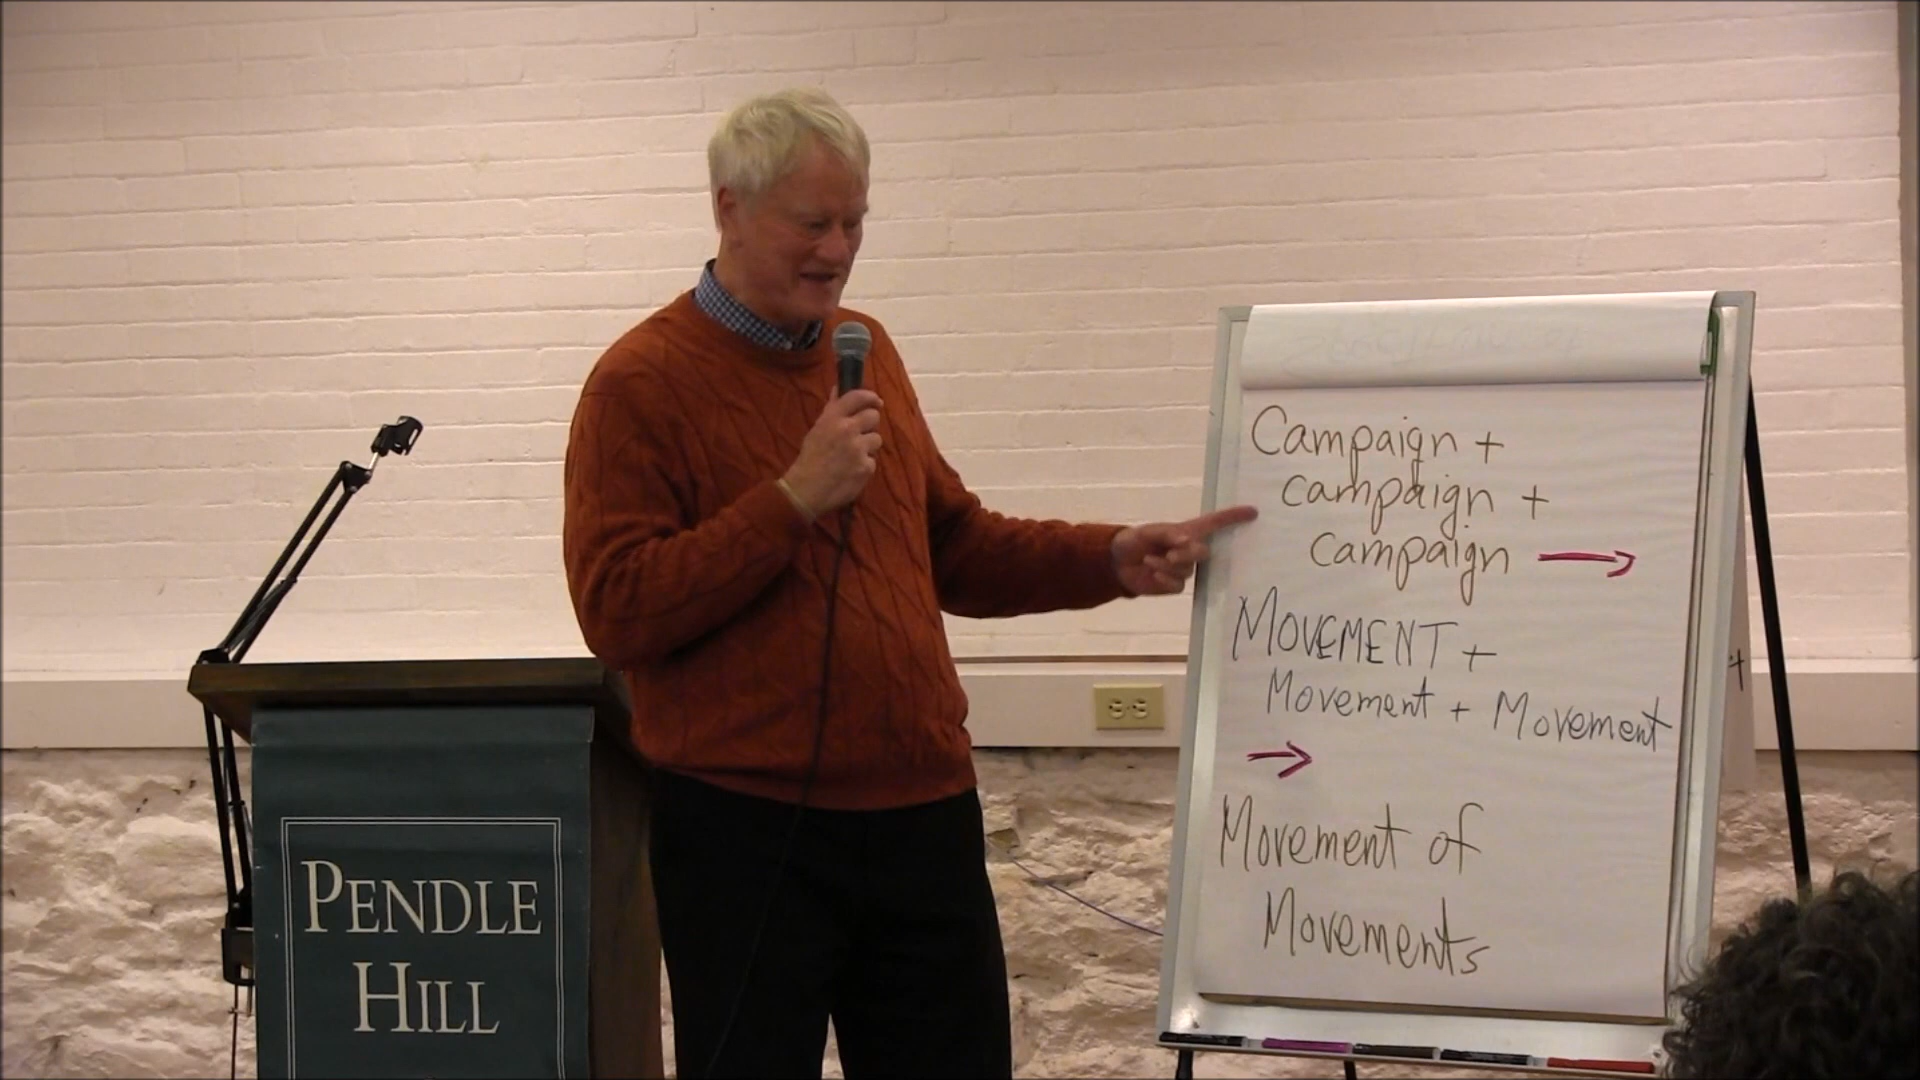 PENDLE
HILL
Campaign +
campaign +
campaign →
MOVEMENT +
Movement + Movement
→
Movement of
Movements